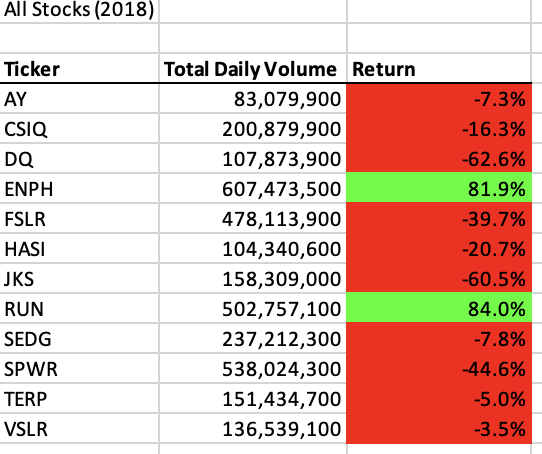 All Stocks (2018)
Ticker Total Daily Volume Return
AY 83,079,900 -7.3%
CSIQ 200,879,900 -16.3%
DQ 107,873,900 -62.6%
ENPH 607,473,500 81.9%
FSLR 478,113,900 -39.7%
HASI 104,340,600 -20.7%
JKS 158,309,000 -60.5%
RUN 502,757,100 84.0%
SEDG 237,212,300 -7.8%
SPWR 538,024,300 -44.6%
TERP 151,434,700 -5.0%
VSLR 136,539,100 -3.5%